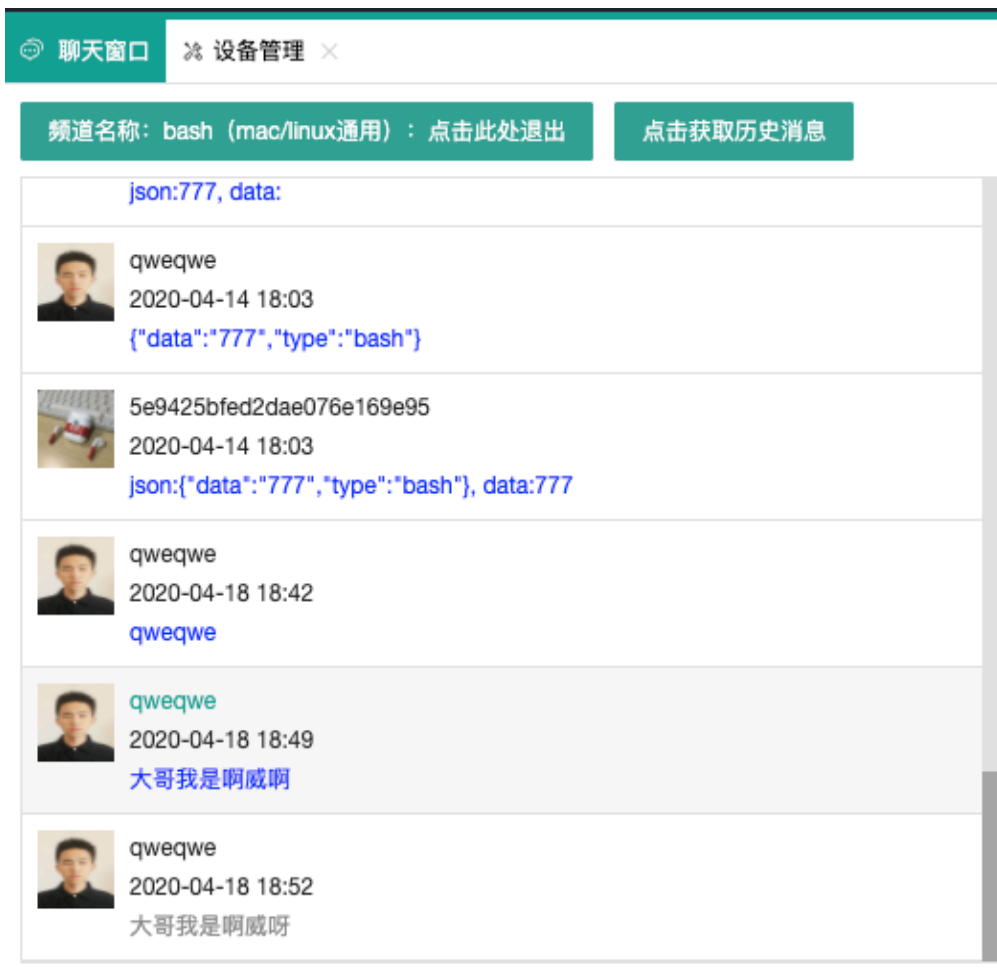 聊天窗口 设备管理
频道名称：bash（mac/linux通用）：点击此处退出 点击获取历史消息
json:777, data:
qweqwe
2020-04-14 18:03
{"data":"777","type":"bash"}
5e9425bfed2dae076e169e95
2020-04-14 18:03
json:{"data":"777","type":"bash"}, data:777
qweqwe
2020-04-18 18:42
qweqwe
qweqwe
2020-04-18 18:49
大哥我是啊威啊
qweqwe
2020-04-18 18:52
大哥我是啊威呀